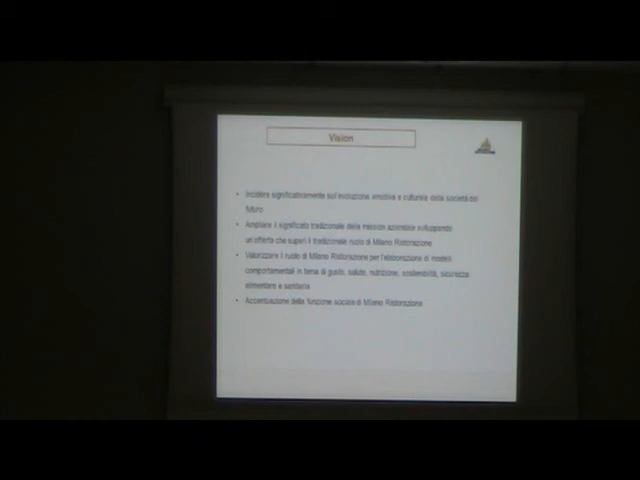 Vision
• Incidere significativamente sull'evoluzione emotiva e culturale della società del
futuro
• Ampliare il significato tradizionale della mission aziendale sviluppando
un'offerta che superi il tradizionale ruolo di Milano Ristorazione
• Valorizzare il ruolo di Milano Ristorazione per l'elaborazione di modelli
comportamentali in tema di gusto, salute, nutrizione, sostenibilità, sicurezza
alimentare e sanitaria
• Accentuazione della funzione sociale di Milano Ristorazione